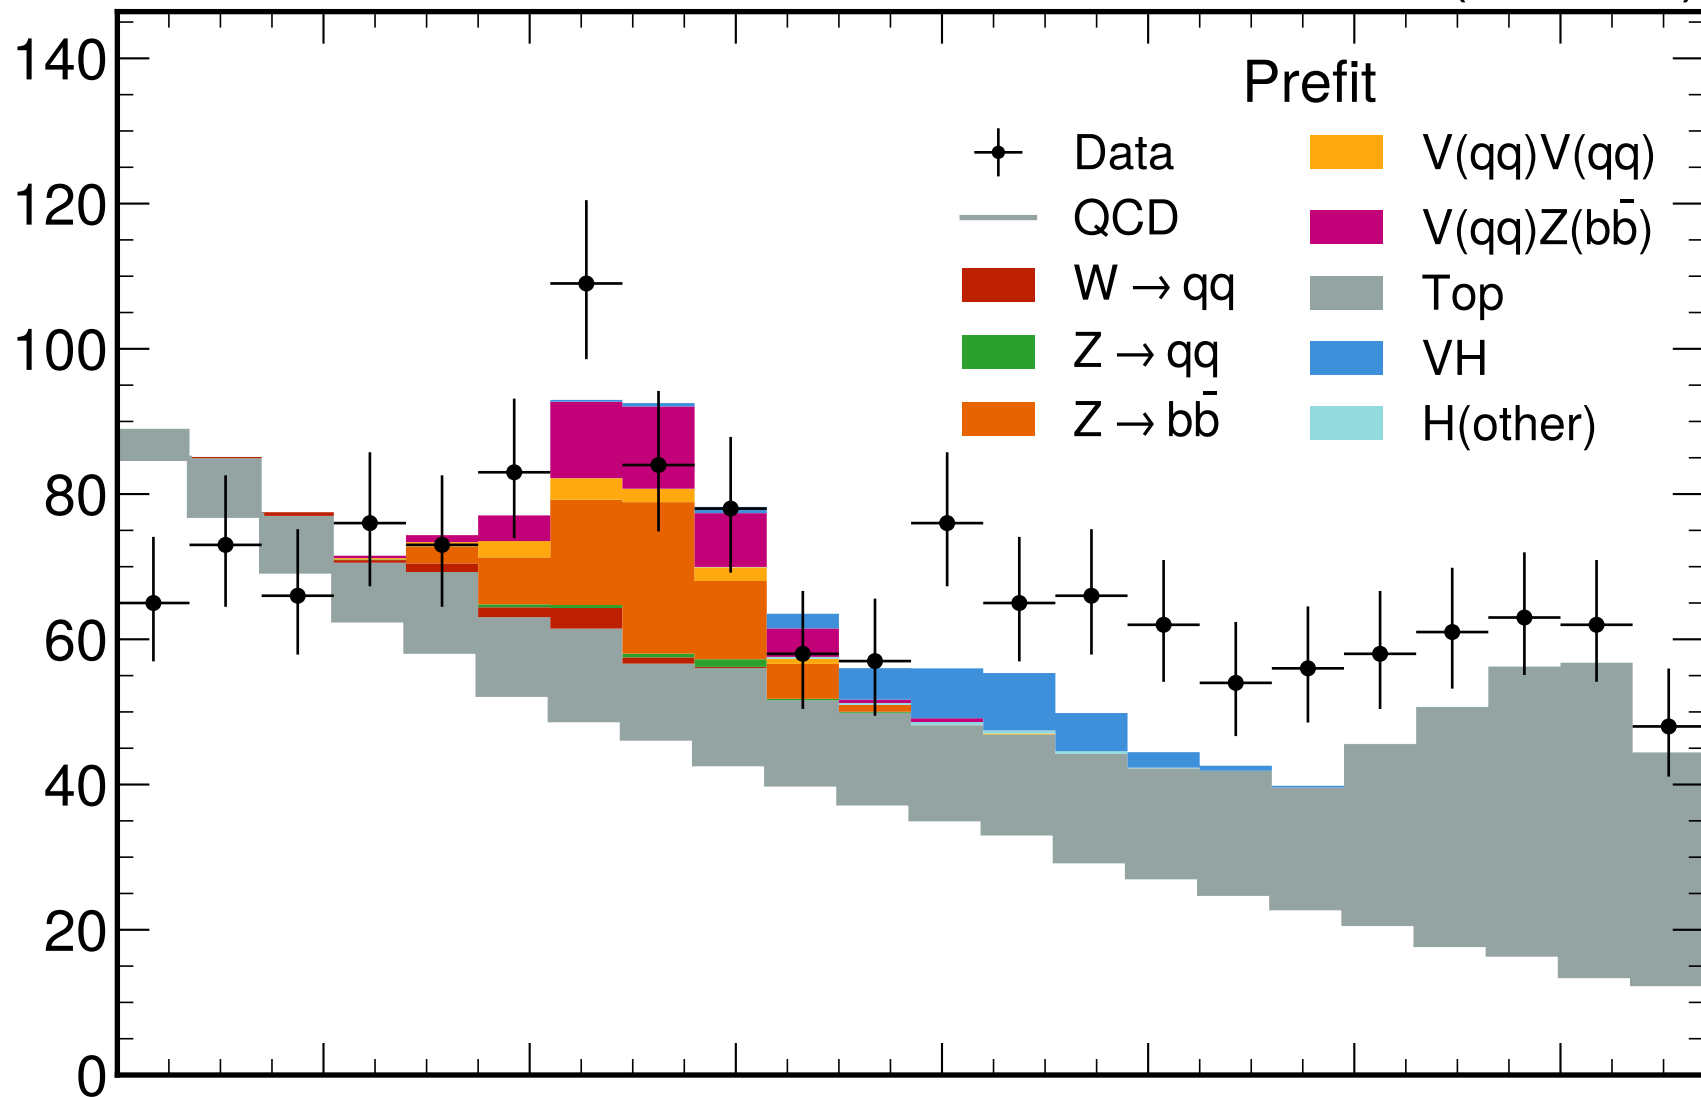 140
120
100
80
60
40
20
0
Prefit
Data
QCD
W → qq
Z → qq
Z → bb̄
V(qq)V(qq)
V(qq)Z(bb̄)
Top
VH
H(other)